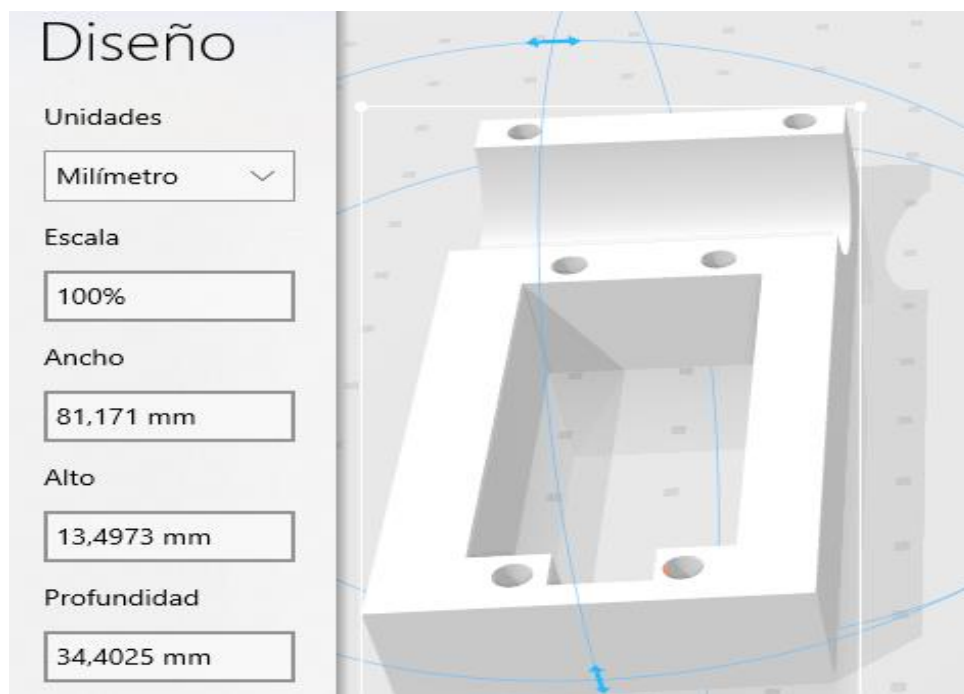 Diseño
Unidades
Milímetro
Escala
100%
Ancho
81,171 mm
Alto
13,4973 mm
Profundidad
34,4025 mm